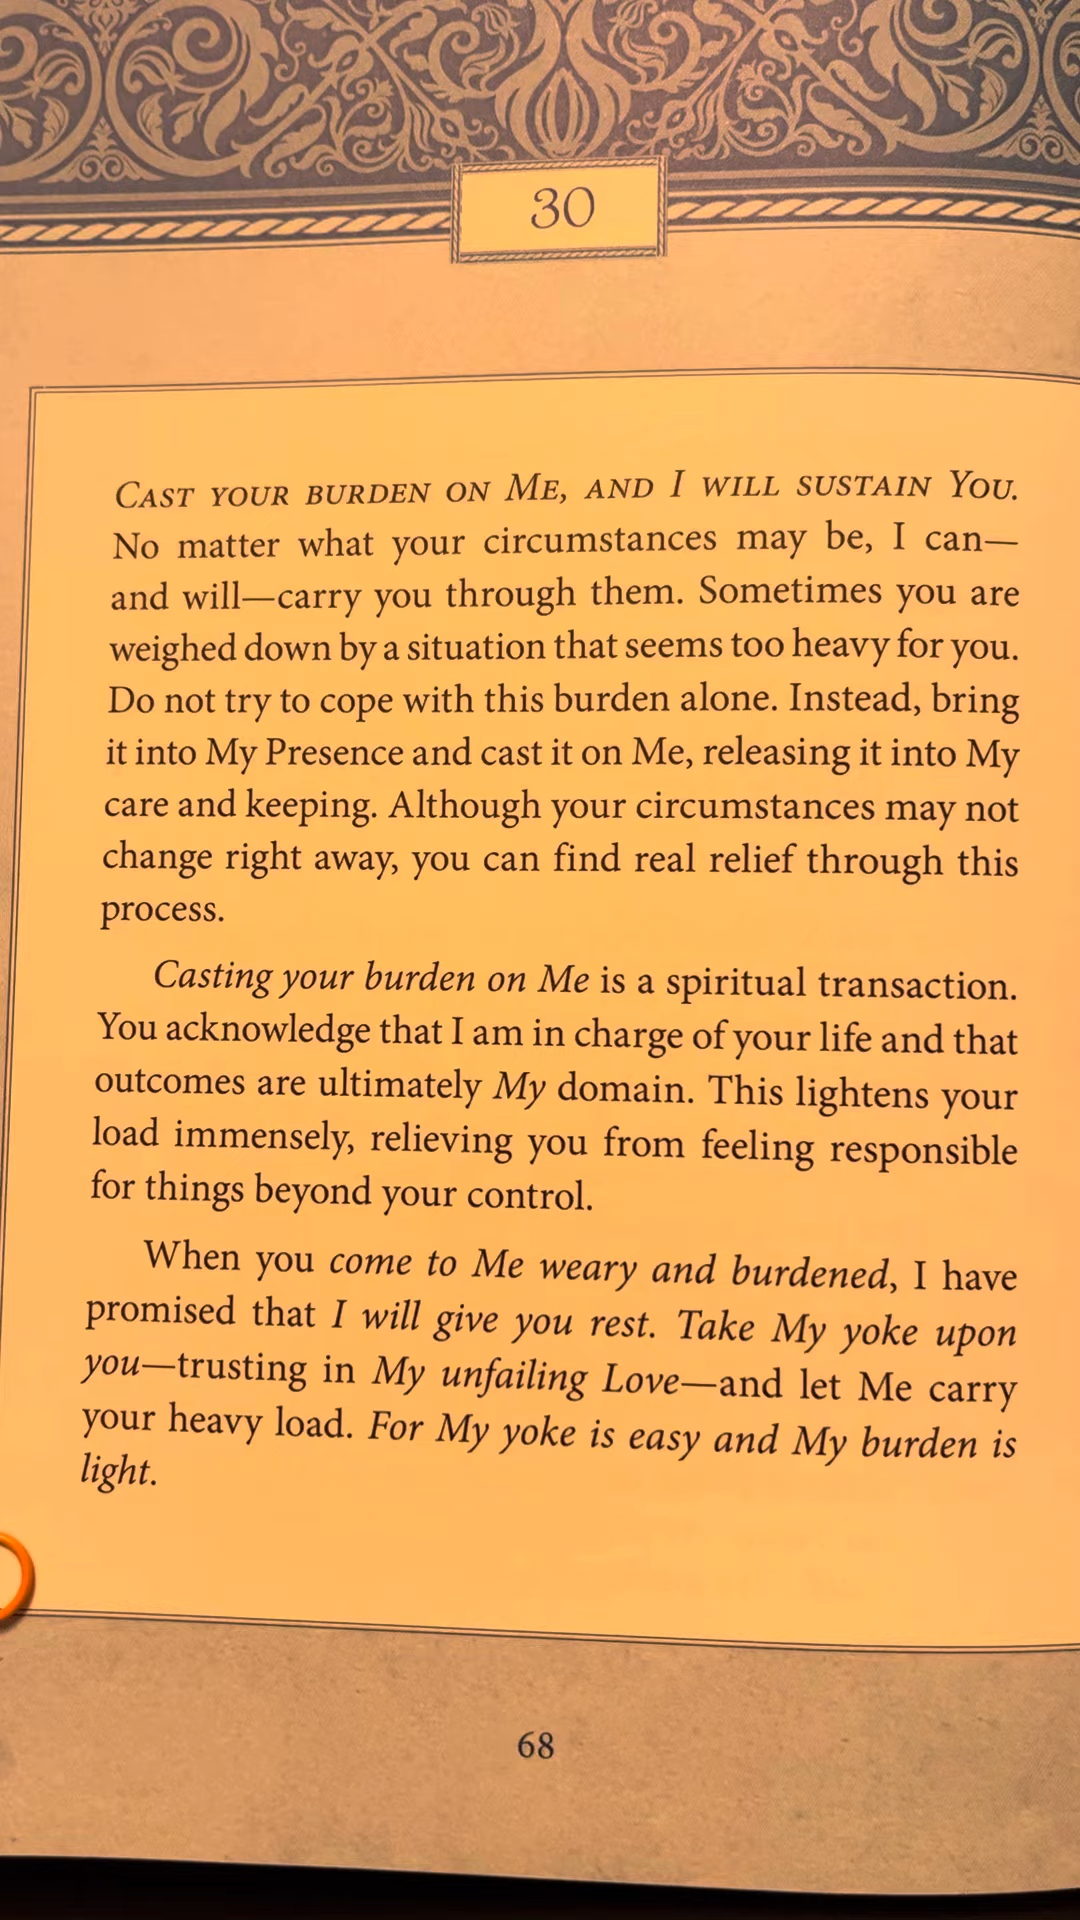 30
Cast your burden on Me, and I will sustain You.
No matter what your circumstances may be, I can—
and will—carry you through them. Sometimes you are
weighed down by a situation that seems too heavy for you.
Do not try to cope with this burden alone. Instead, bring
it into My Presence and cast it on Me, releasing it into My
care and keeping. Although your circumstances may not
change right away, you can find real relief through this
process.
Casting your burden on Me is a spiritual transaction.
You acknowledge that I am in charge of your life and that
outcomes are ultimately My domain. This lightens your
load immensely, relieving you from feeling responsible
for things beyond your control.
When you come to Me weary and burdened, I have
promised that I will give you rest. Take My yoke upon
you—trusting in My unfailing Love—and let Me carry
your heavy load. For My yoke is easy and My burden is
light.
68